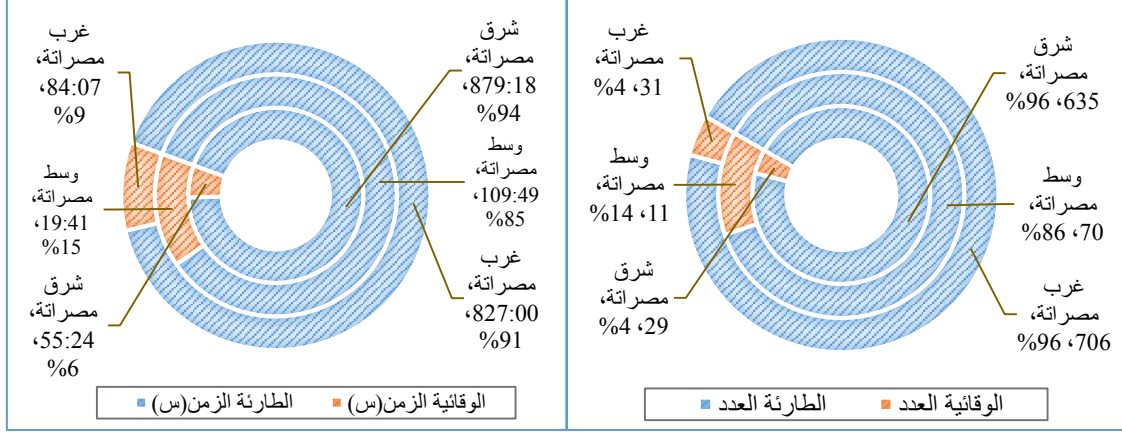 شرق
مصراتة،
879:18
%94
وسط
مصراتة،
109:49
%85
غرب
مصراتة،
827:00،
%91
غرب
مصراتة،
84:07،
%9
وسط
مصراتة،
19:41،
%15
شرق
مصراتة،
55:24،
%6
الطارئة الزمن(س)
الوقائية الزمن(س)
شرق
مصراتة،
635، 96%
وسط
مصراتة،
70، 86%
غرب
مصراتة،
706، 96%
غرب
مصراتة،
31، 4%
وسط
مصراتة،
11، 14%
شرق
مصراتة،
29، 4%
الطارئة العدد
الوقائية العدد